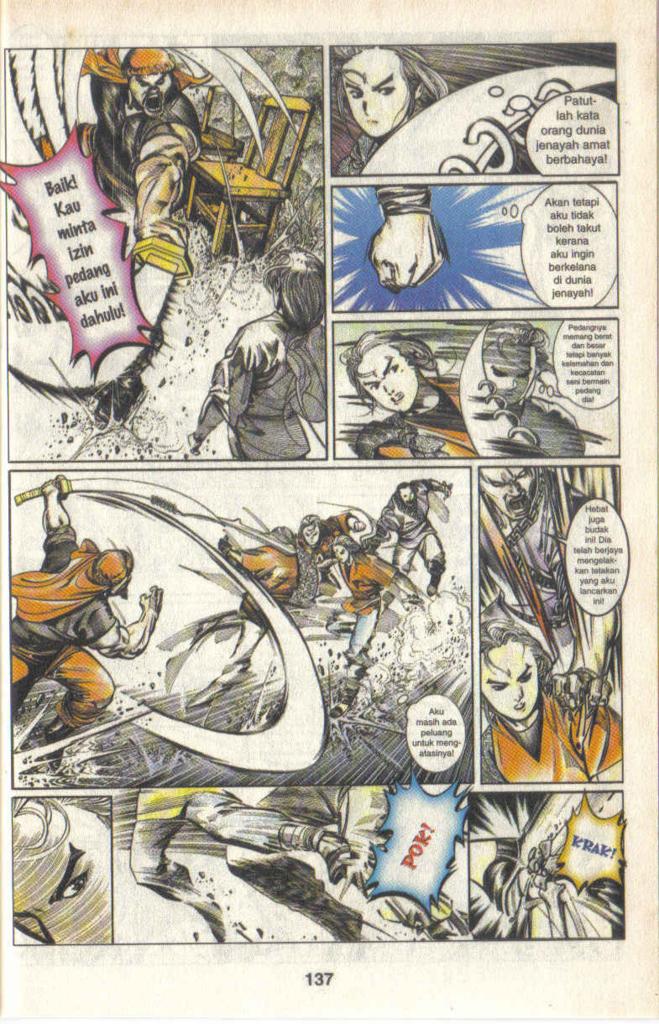 Baik!
Kau
minta
izin
pedang
aku ini
dahulu!
Patut-
lah kata
orang dunia
jenayah amat
berbahaya!
Akan tetapi
aku tidak
boleh takut
kerana
aku ingin
berkelana
di dunia
jenayah!
Pedangnya
memang berat
dan besar
tetapi banyak
kelemahan dan
kecacatan
seni bermain
pedang
dia!
Aku
masih ada
peluang
untuk meng-
atasinya!
Hebat
juga
budak
ini! Dia
telah berjaya
mengelak-
kan tetakan
yang aku
lancarkan
ini!
POK!
KRAK!
137